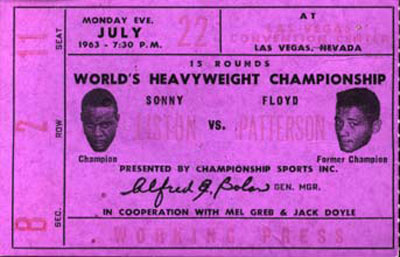 11 SEAT
2 ROW
8 SEC.
MONDAY EVE.
JULY 22
1963 - 7:30 P.M.
AT
LAS VEGAS
CONVENTION CENTER
LAS VEGAS, NEVADA
15 ROUNDS
WORLD'S HEAVYWEIGHT CHAMPIONSHIP
SONNY FLOYD
LISTON VS. PATTERSON
Champion Former Champion
PRESENTED BY CHAMPIONSHIP SPORTS INC.
Alfred G. Bolan GEN. MGR.
IN COOPERATION WITH MEL GREB & JACK DOYLE
WORKING PRESS